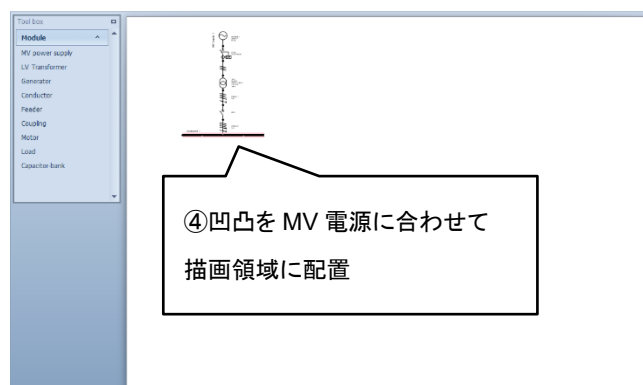 Tool box
Module
MV power supply
LV Transformer
Generator
Conductor
Feeder
Coupling
Motor
Load
Capacitor-bank
④凹凸を MV 電源に合わせて
描画領域に配置